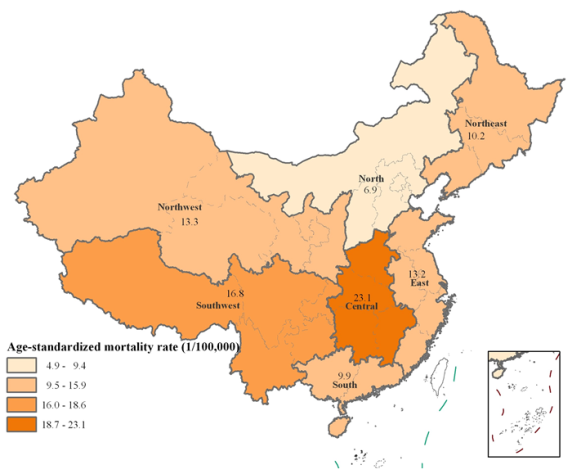 Northeast
10.2
North
6.9
Northwest
13.3
13.2
East
16.8
Southwest
23.1
Central
9.9
South
Age-standardized mortality rate (1/100,000)
4.9 - 9.4
9.5 - 15.9
16.0 - 18.6
18.7 - 23.1